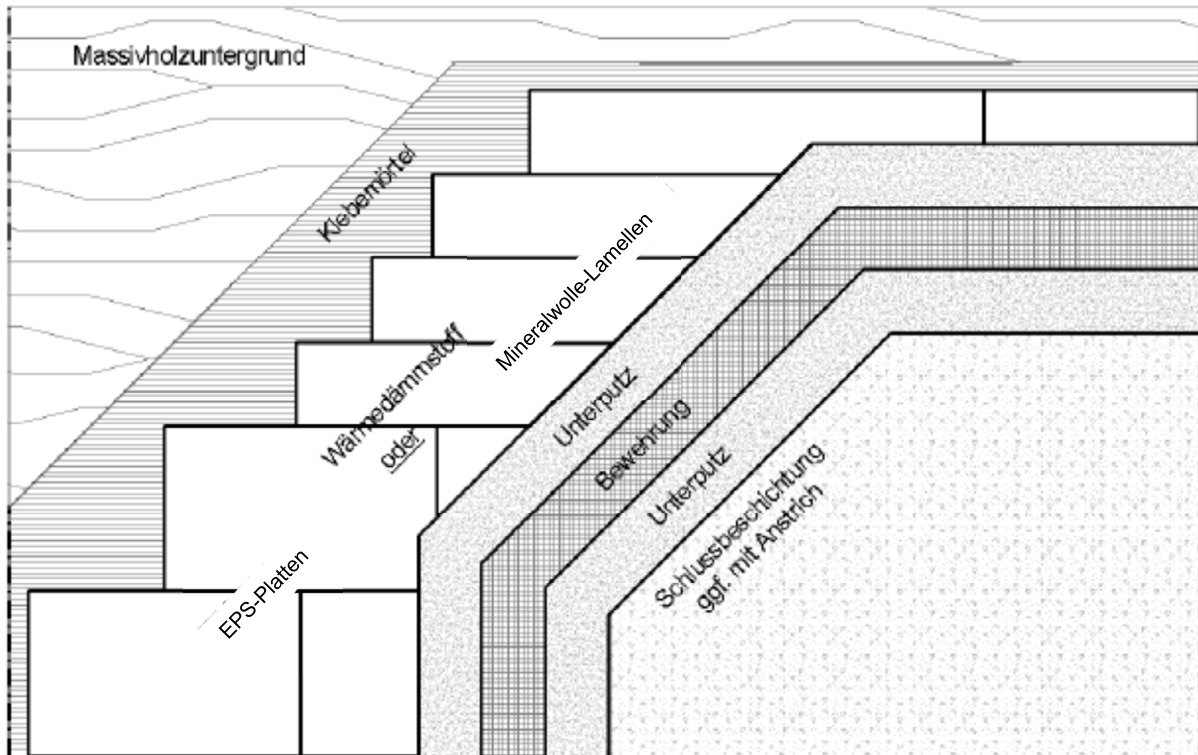 Massivholzuntergrund
Klebemörtel
Mineralwolle-Lamellen
Wärmedämmstoff
oder
EPS-Platten
Unterputz
Bewehrung
Unterputz
Schlussbeschichtung
ggf. mit Anstrich